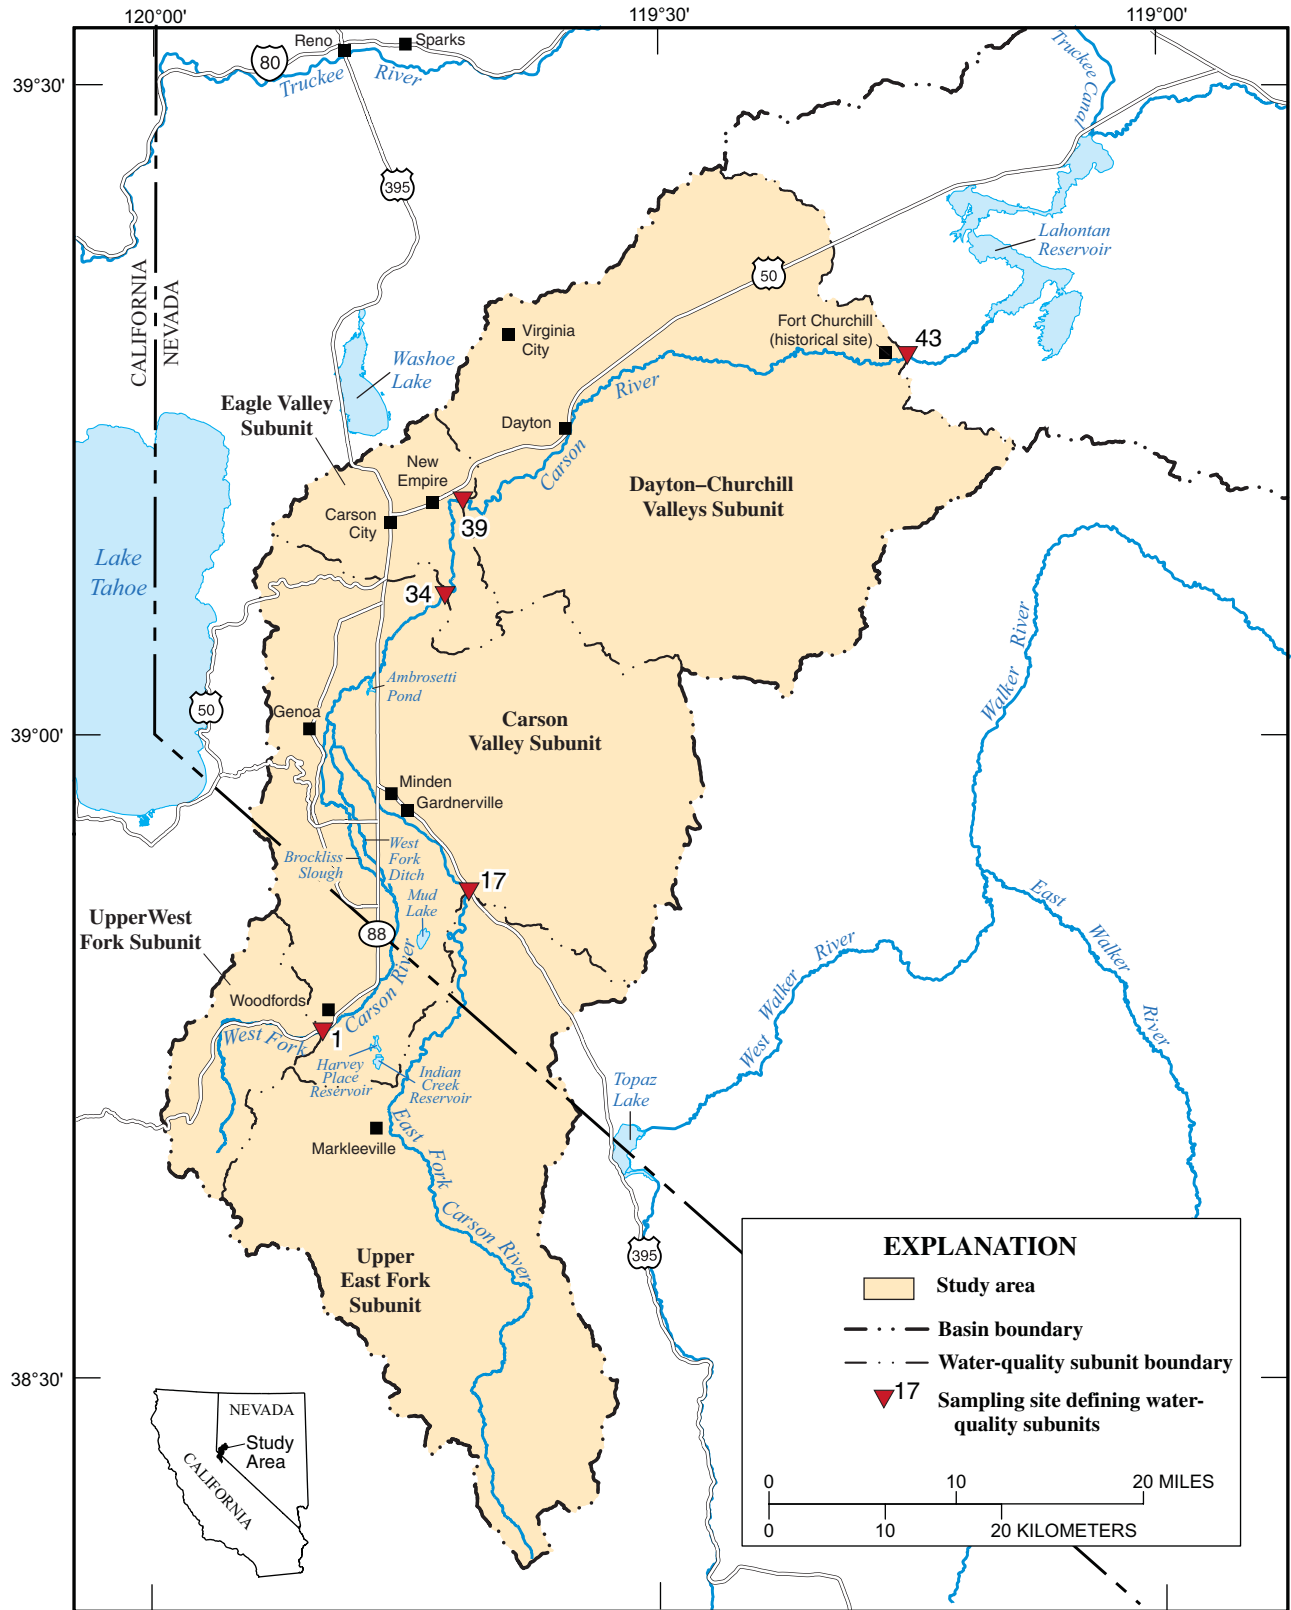 120°00'
119°30'
119°00'
39°30'
39°00'
38°30'
Reno
Sparks
80
Truckee River
Truckee Canal
395
CALIFORNIA
NEVADA
Lahontan
Reservoir
50
Virginia
City
Fort Churchill
(historical site)
43
Washoe
Lake
River
Eagle Valley
Subunit
Dayton
Carson
New
Empire
Dayton–Churchill
Valleys Subunit
Carson
City
39
Lake
Tahoe
34
Walker River
Ambrosetti
Pond
50
Genoa
Carson
Valley Subunit
Minden
Gardnerville
West
Fork
Ditch
Brockliss
Slough
17
Mud
Lake
East Walker River
Upper West
Fork Subunit
88
West Walker River
Woodfords
1
West Fork Carson River
Harvey
Place
Reservoir
Indian
Creek
Reservoir
Topaz
Lake
East Fork Carson River
Markleeville
Upper
East Fork
Subunit
395
EXPLANATION
Study area
Basin boundary
Water-quality subunit boundary
17
Sampling site defining water-
quality subunits
0 10 20 MILES
0 10 20 KILOMETERS
NEVADA
Study
Area
CALIFORNIA